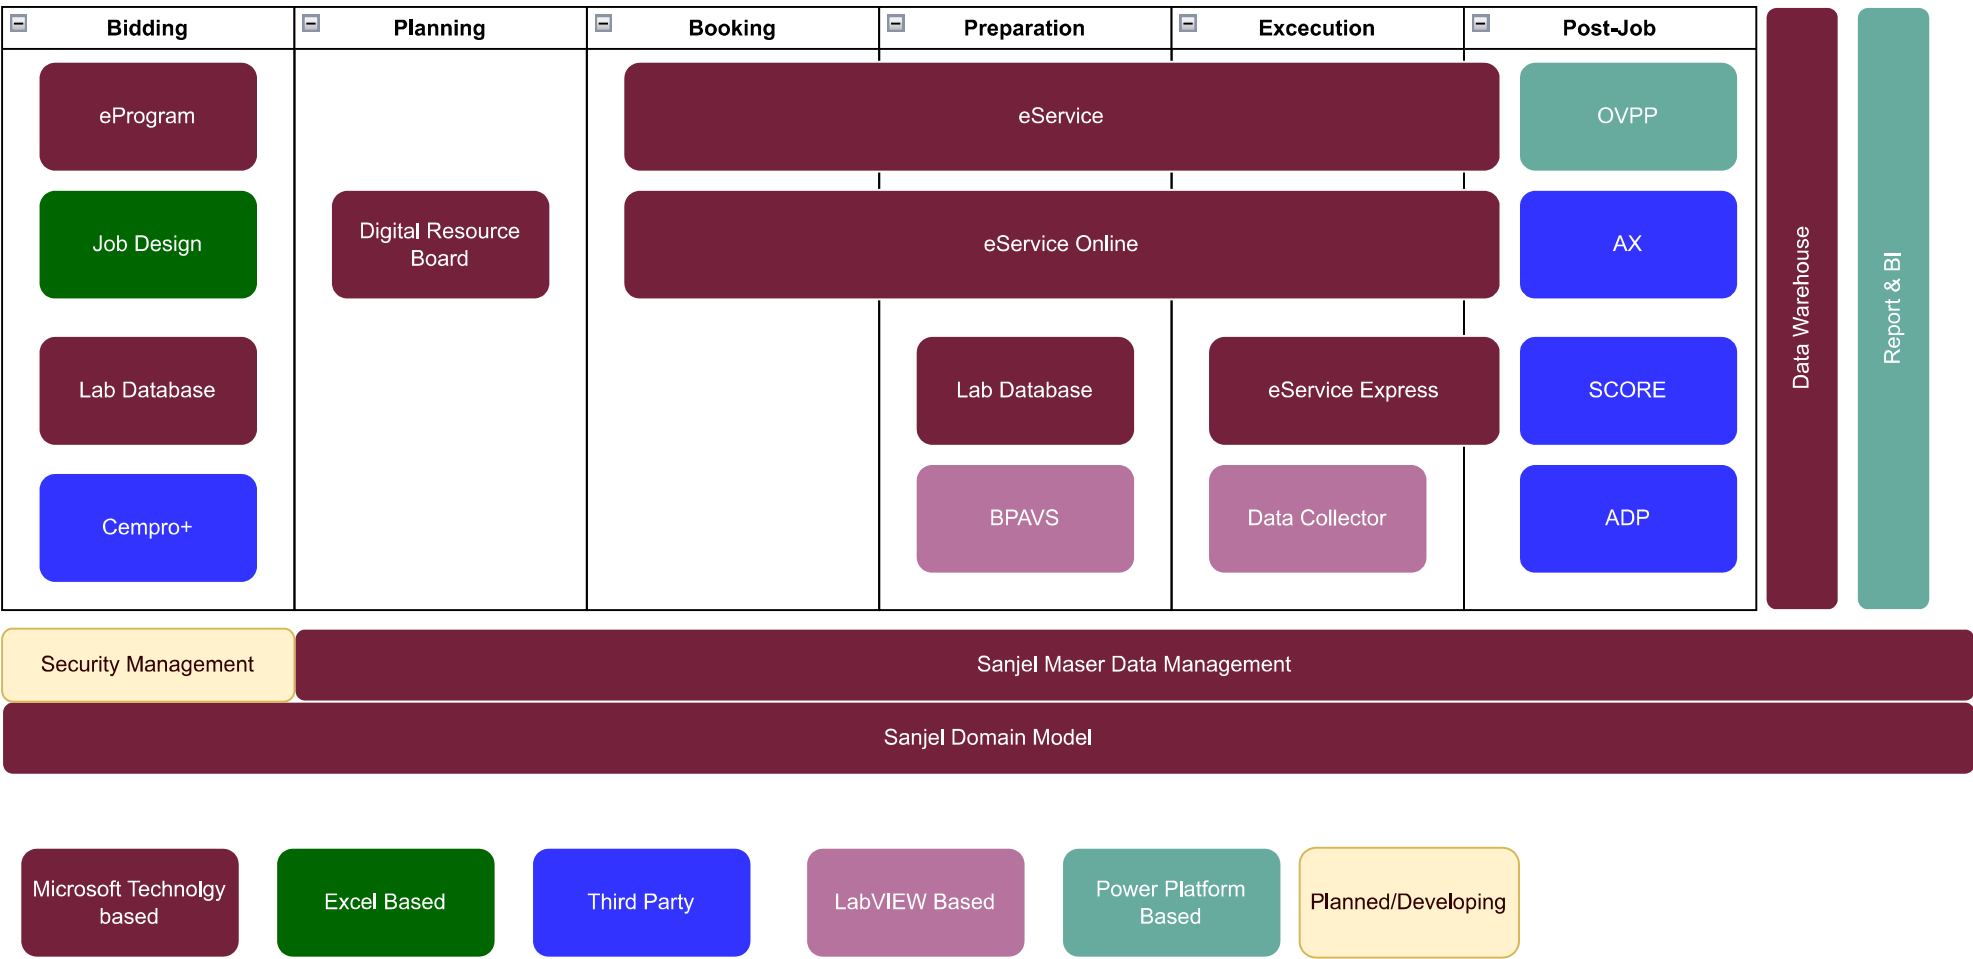 Bidding
Planning
Booking
Preparation
Excecution
Post-Job
eProgram
eService
OVPP
Job Design
Digital Resource
Board
eService Online
AX
Lab Database
Lab Database
eService Express
SCORE
Cempro+
BPAVS
Data Collector
ADP
Data Warehouse
Report & BI
Security Management
Sanjel Maser Data Management
Sanjel Domain Model
Microsoft Technolgy
based
Excel Based
Third Party
LabVIEW Based
Power Platform
Based
Planned/Developing